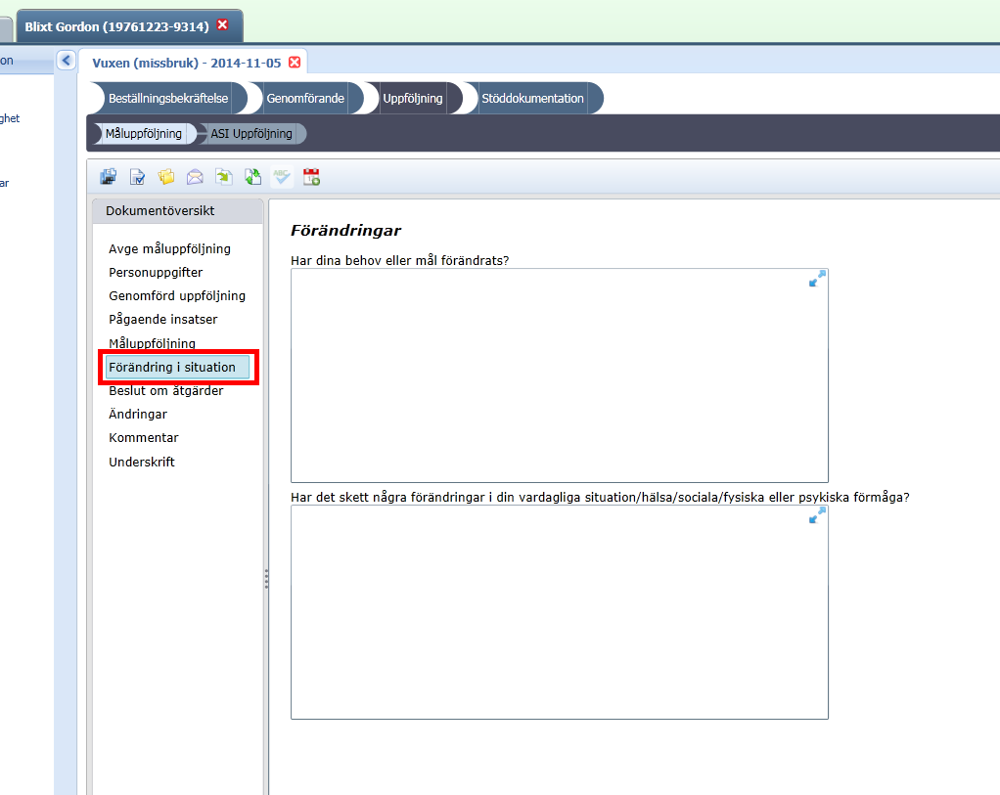 Blixt Gordon (19761223-9314)
on
Vuxen (missbruk) - 2014-11-05
Beställningsbekräftelse
Genomförande
Uppföljning
Stöddokumentation
ghet
Måluppföljning
ASI Uppföljning
ar
ABC
Dokumentöversikt
Avge måluppföljning
Personuppgifter
Genomförd uppföljning
Pågaende insatser
Måluppföljning
Förändring i situation
Beslut om åtgärder
Ändringar
Kommentar
Underskrift
Förändringar
Har dina behov eller mål förändrats?
Har det skett några förändringar i din vardagliga situation/hälsa/sociala/fysiska eller psykiska förmåga?